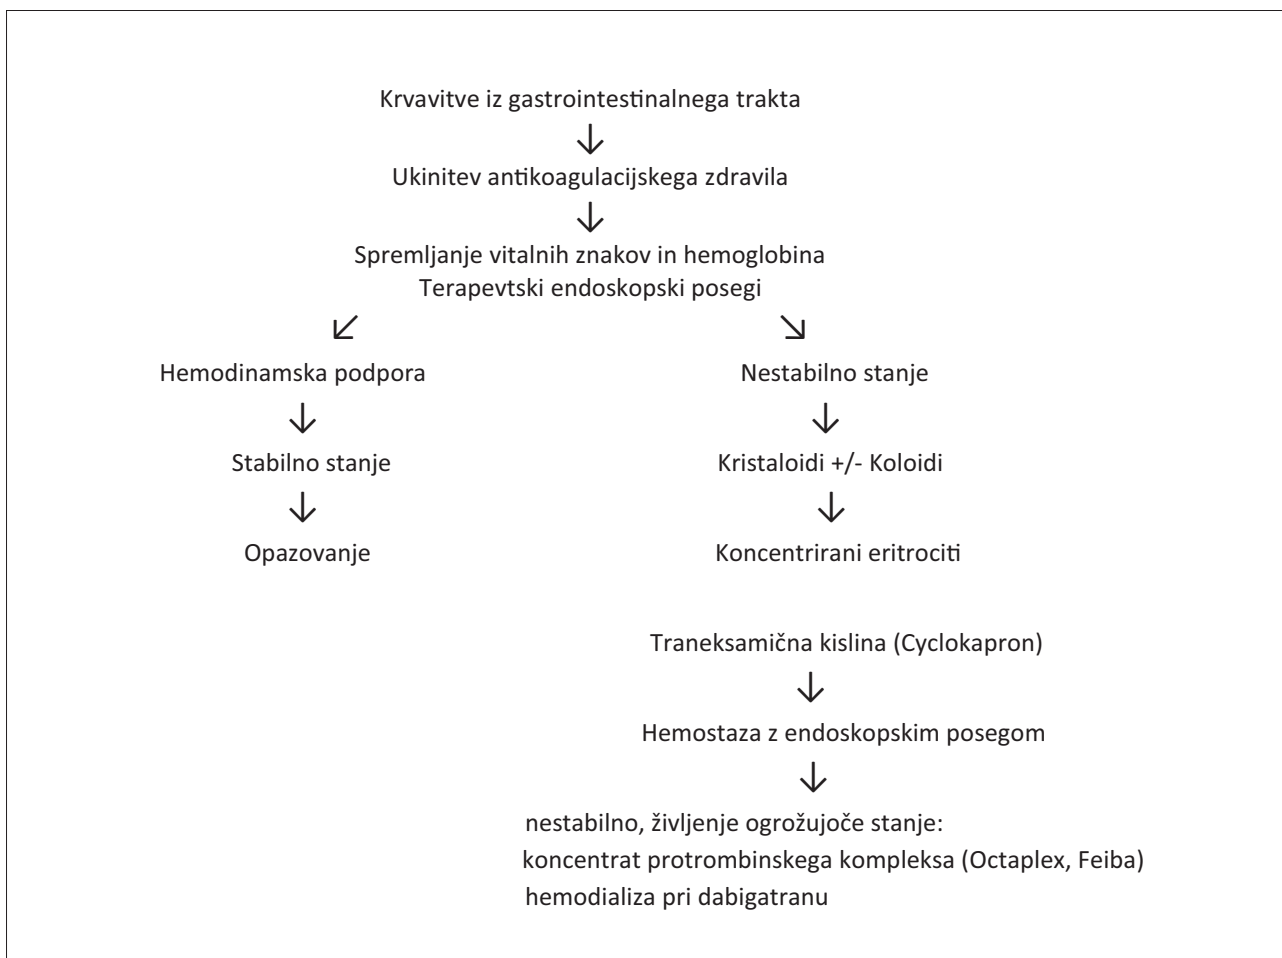 Krvavitve iz gastrointestinalnega trakta
Ukinitev antikoagulacijskega zdravila
Spremljanje vitalnih znakov in hemoglobina
Terapevtski endoskopski posegi
Hemodinamska podpora
Stabilno stanje
Opazovanje
Nestabilno stanje
Kristaloidi +/- Koloidi
Koncentrirani eritrociti
Traneksamična kislina (Cyclokapron)
Hemostaza z endoskopskim posegom
nestabilno, življenje ogrožujoče stanje:
koncentrat protrombinskega kompleksa (Octaplex, Feiba)
hemodializa pri dabigatranu